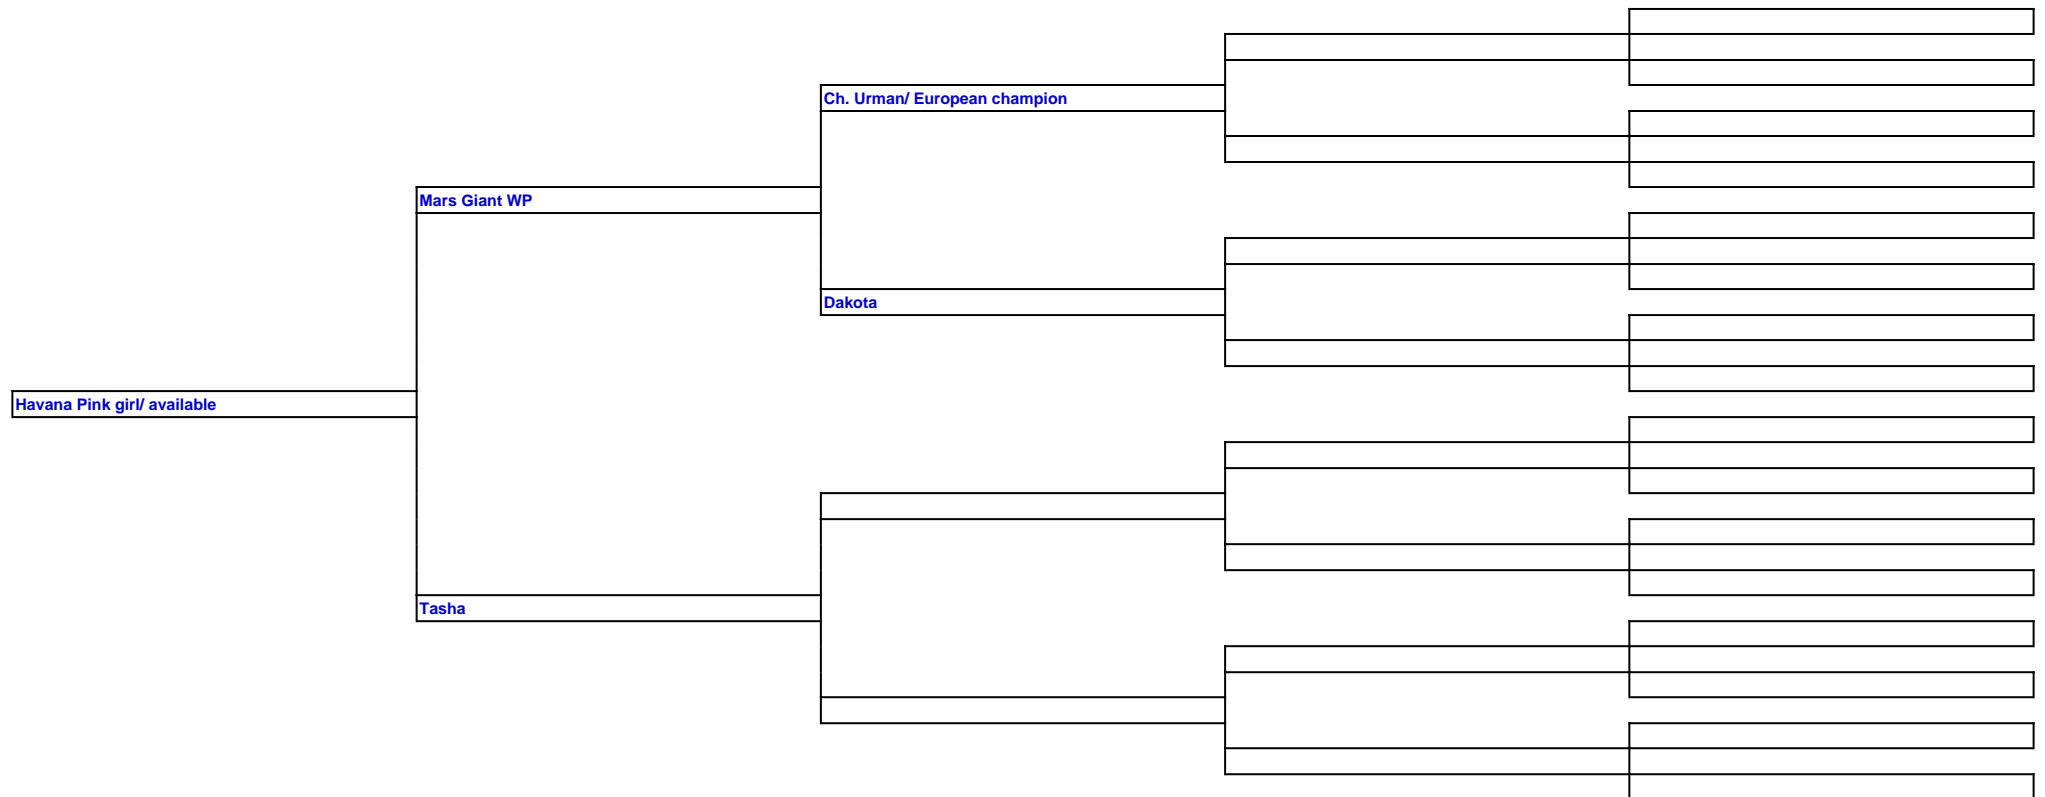 Ch. Urman/ European champion
Mars Giant WP
Dakota
Havana Pink girl/ available
Tasha